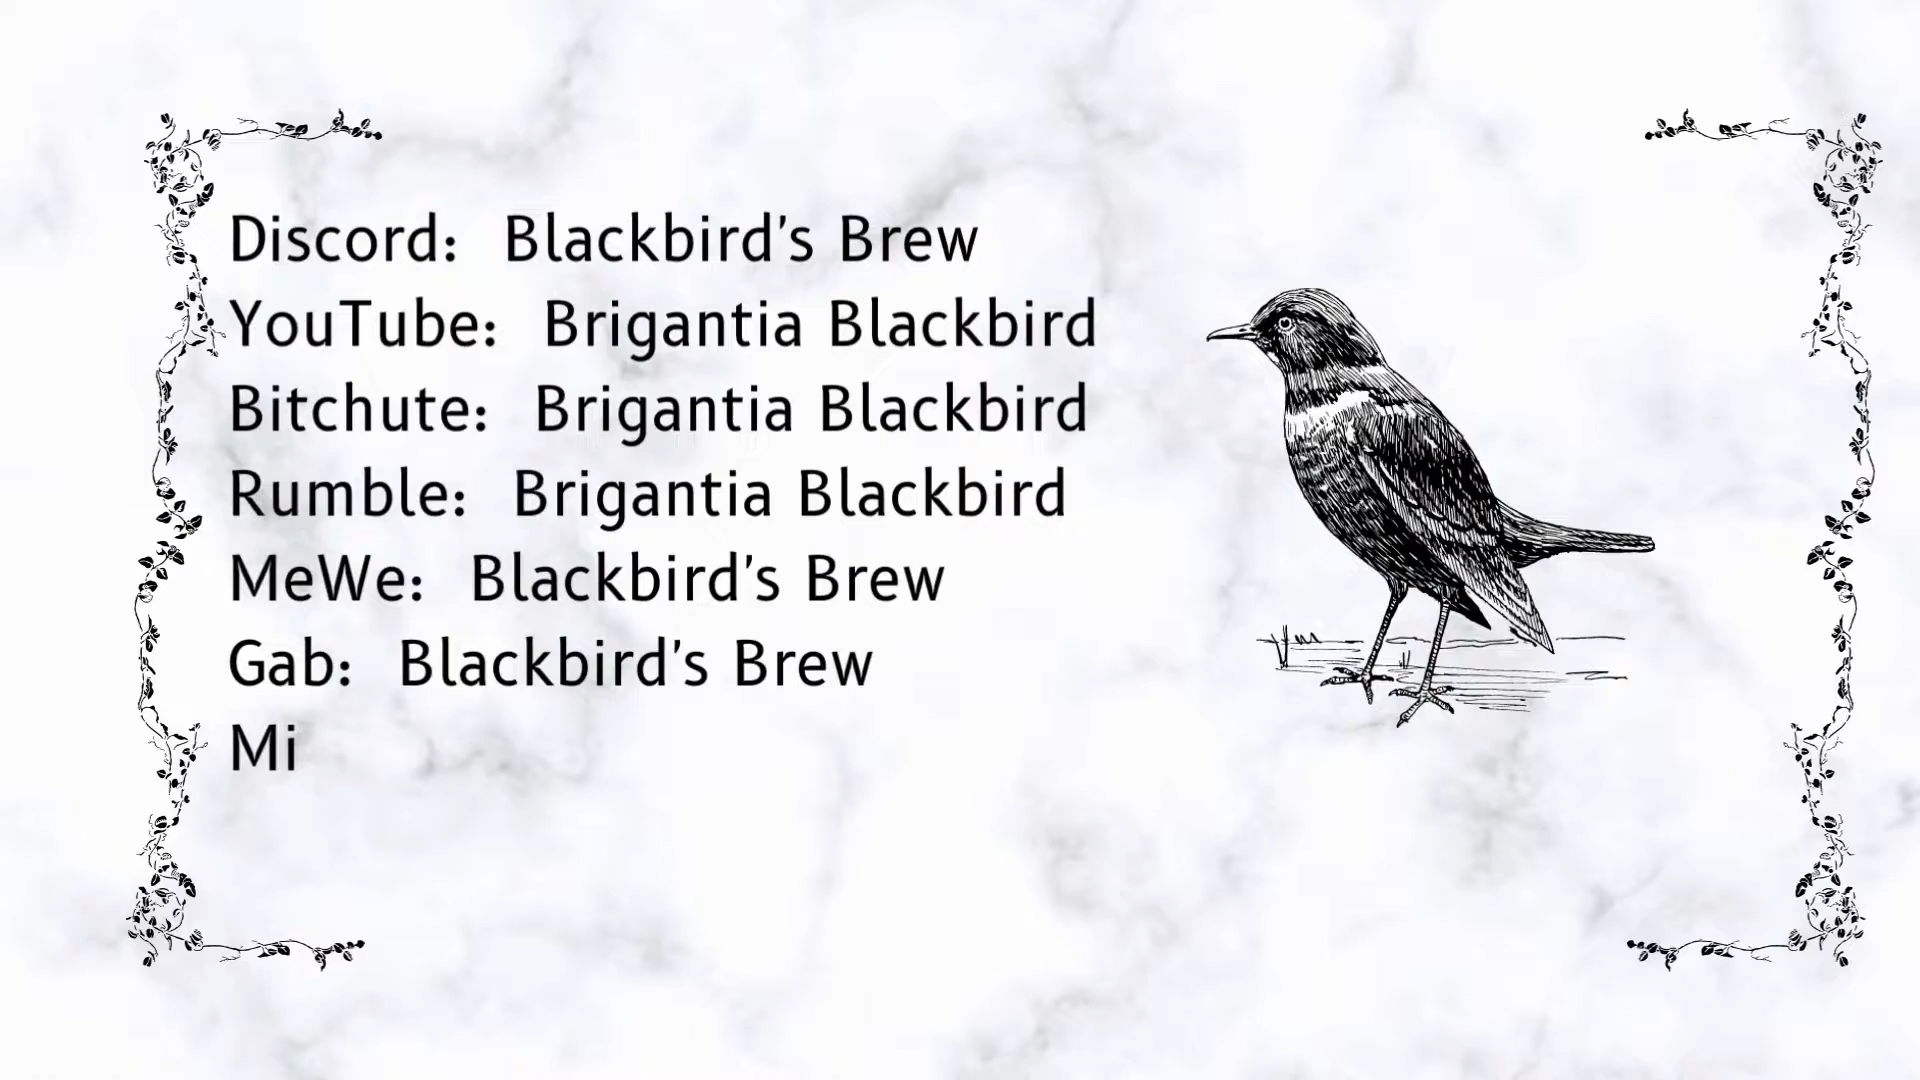 Discord: Blackbird's Brew
YouTube: Brigantia Blackbird
Bitchute: Brigantia Blackbird
Rumble: Brigantia Blackbird
MeWe: Blackbird's Brew
Gab: Blackbird's Brew
Mi